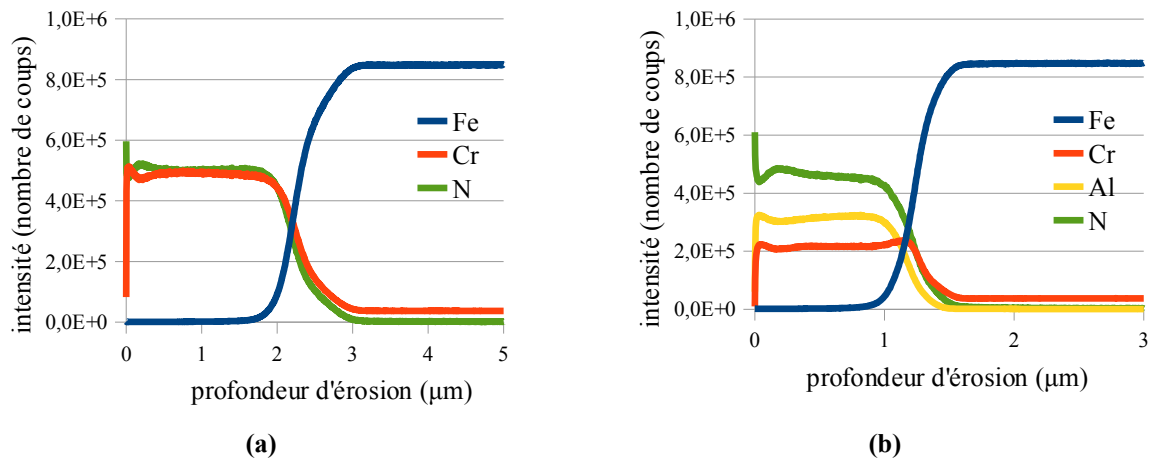 intensité (nombre de coups)
1,0E+6
8,0E+5
6,0E+5
4,0E+5
2,0E+5
0,0E+0
Fe
Cr
N
0 1 2 3 4 5
profondeur d'érosion (μm)
(a)
intensité (nombre de coups)
1,0E+6
8,0E+5
6,0E+5
4,0E+5
2,0E+5
0,0E+0
Fe
Cr
Al
N
0 1 2 3
profondeur d'érosion (μm)
(b)